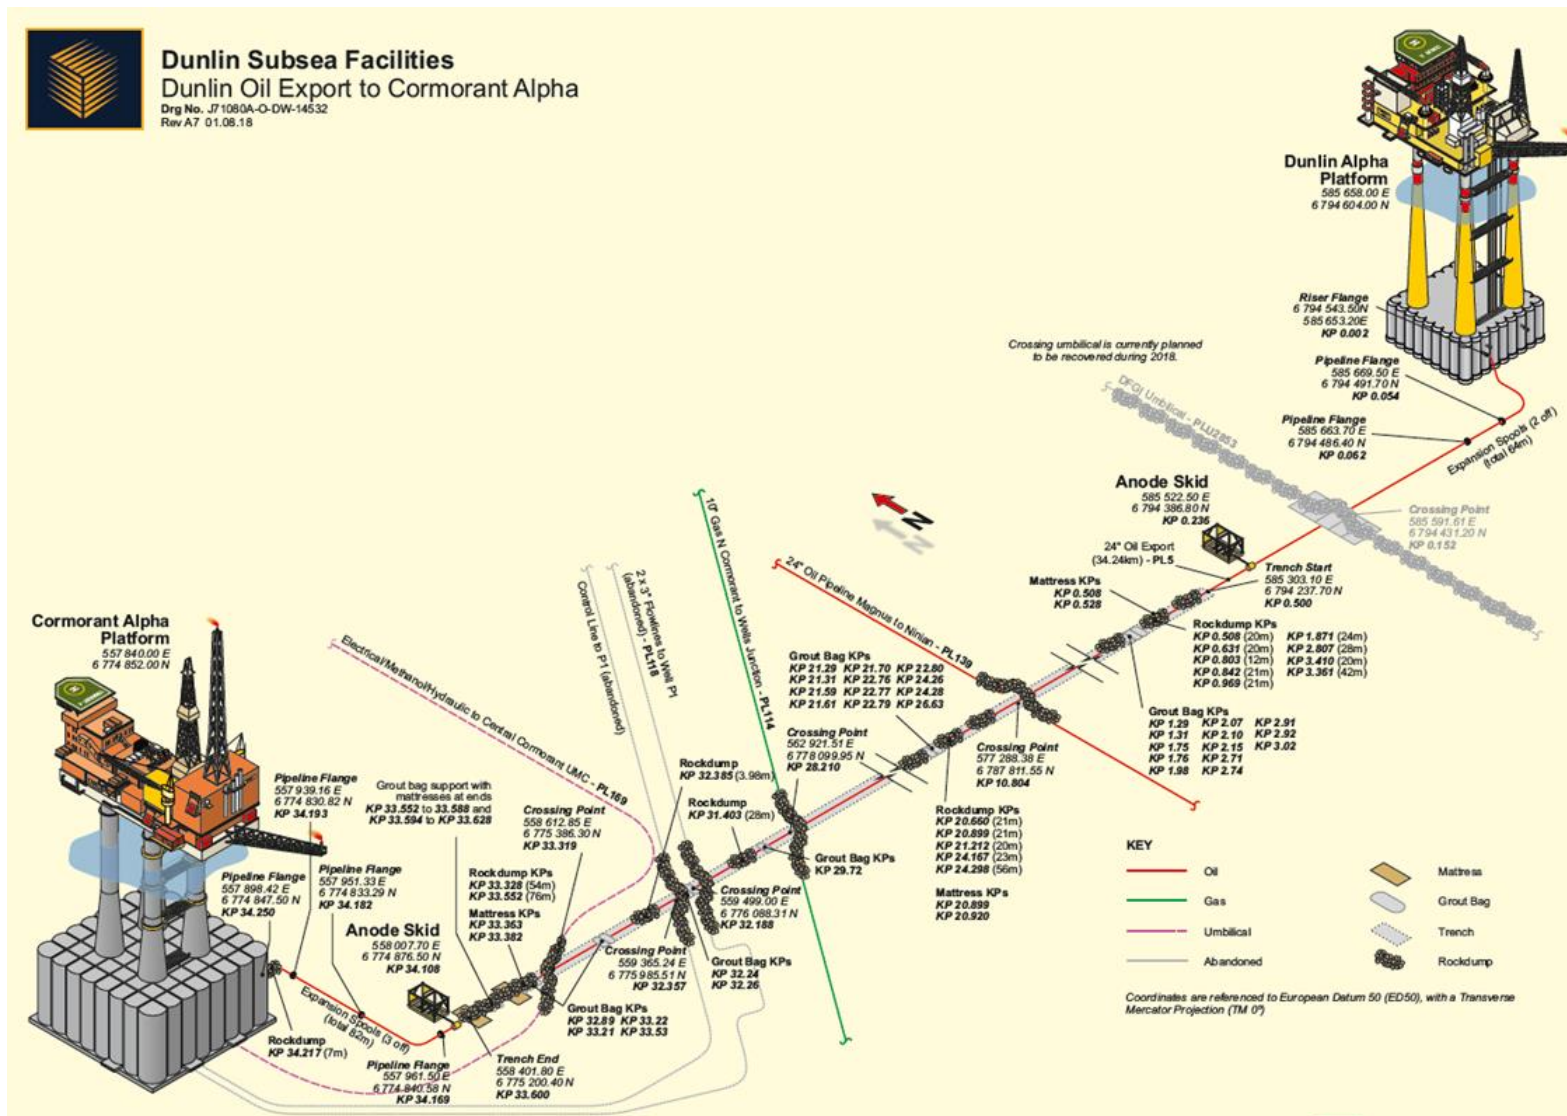 Dunlin Subsea Facilities
Dunlin Oil Export to Cormorant Alpha
Drg No. J71080A-O-DW-14532
Rev A7 01.08.18
Dunlin Alpha
Platform
585 658.00 E
6 794 604.00 N
Riser Flange
6 794 543.50N
585 653.20E
KP 0.002
Crossing umbilical is currently planned
to be recovered during 2018.
Pipeline Flange
585 669.50 E
6 794 491.70 N
KP 0.054
Pipeline Flange
585 663.70 E
6 794 486.40 N
KP 0.062
Expansion Spools (2 off)
(total 64m)
DFGI Umbilical - PLU2853
Crossing Point
585 591.61 E
6 794 431.20 N
KP 0.152
Anode Skid
585 522.50 E
6 794 386.80 N
KP 0.236
24" Oil Export
(34.24km) - PL5
Trench Start
585 303.10 E
6 794 237.70 N
KP 0.500
Mattress KPs
KP 0.508
KP 0.528
Rockdump KPs
KP 0.508 (20m) KP 1.871 (24m)
KP 0.631 (20m) KP 2.807 (28m)
KP 0.803 (12m) KP 3.410 (20m)
KP 0.842 (21m) KP 3.361 (42m)
KP 0.969 (21m)
Grout Bag KPs
KP 1.29 KP 2.07 KP 2.91
KP 1.31 KP 2.10 KP 2.92
KP 1.75 KP 2.15 KP 3.02
KP 1.76 KP 2.71
KP 1.98 KP 2.74
N
N
24" Oil Pipeline Magnus to Ninian - PL139
Crossing Point
577 288.38 E
6 787 811.55 N
KP 10.804
Grout Bag KPs
KP 21.29 KP 21.70 KP 22.80
KP 21.31 KP 22.76 KP 24.26
KP 21.59 KP 22.77 KP 24.28
KP 21.61 KP 22.79 KP 26.63
Rockdump KPs
KP 20.660 (21m)
KP 20.899 (21m)
KP 21.212 (20m)
KP 24.167 (23m)
KP 24.298 (56m)
Mattress KPs
KP 20.899
KP 20.920
10" Gas N Cormorant to Wells Junction - PL114
Crossing Point
562 921.51 E
6 778 099.95 N
KP 28.210
Grout Bag KPs
KP 29.72
Rockdump
KP 31.403 (28m)
Rockdump
KP 32.385 (3.98m)
2 x 3" Flowlines to Well P1
(abandoned) - PL118
Control Line to P1 (abandoned)
Crossing Point
559 499.00 E
6 776 088.31 N
KP 32.188
Grout Bag KPs
KP 32.24
KP 32.26
Crossing Point
559 365.24 E
6 775 985.51 N
KP 32.357
Electrical/Methanol/Hydraulic to Central Cormorant UMC - PL169
Crossing Point
558 612.85 E
6 775 386.30 N
KP 33.319
Grout Bag KPs
KP 32.89 KP 33.22
KP 33.21 KP 33.53
Rockdump KPs
KP 33.328 (54m)
KP 33.552 (76m)
Mattress KPs
KP 33.363
KP 33.382
Grout bag support with
mattresses at ends
KP 33.552 to 33.588 and
KP 33.594 to KP 33.628
Trench End
558 401.80 E
6 775 200.40 N
KP 33.600
Anode Skid
558 007.70 E
6 774 876.50 N
KP 34.108
Pipeline Flange
557 961.50 E
6 774 840.58 N
KP 34.169
Pipeline Flange
557 951.33 E
6 774 833.29 N
KP 34.182
Pipeline Flange
557 939.16 E
6 774 830.82 N
KP 34.193
Expansion Spools (3 off)
(total 82m)
Rockdump
KP 34.217 (7m)
Pipeline Flange
557 898.42 E
6 774 847.50 N
KP 34.250
Cormorant Alpha
Platform
557 840.00 E
6 774 852.00 N
KEY
Oil
Gas
Umbilical
Abandoned
Mattress
Grout Bag
Trench
Rockdump
Coordinates are referenced to European Datum 50 (ED50), with a Transverse
Mercator Projection (TM 0°)